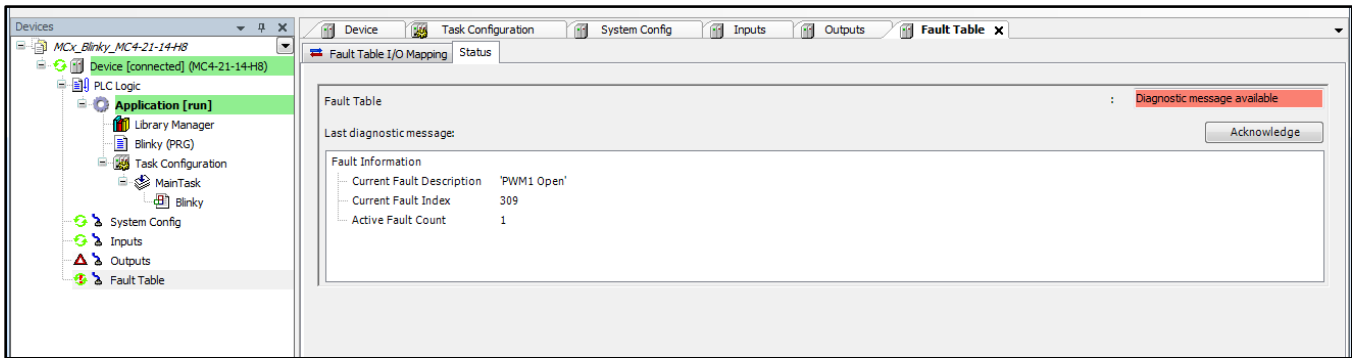 Devices
MCx_Blinky_MC4-21-14-H8
Device [connected] (MC4-21-14-H8)
PLC Logic
Application [run]
Library Manager
Blinky (PRG)
Task Configuration
MainTask
Blinky
System Config
Inputs
Outputs
Fault Table
Device Task Configuration System Config Inputs Outputs Fault Table X
Fault Table I/O Mapping Status
Fault Table : Diagnostic message available
Last diagnostic message: Acknowledge
Fault Information
Current Fault Description 'PWM1 Open'
Current Fault Index 309
Active Fault Count 1